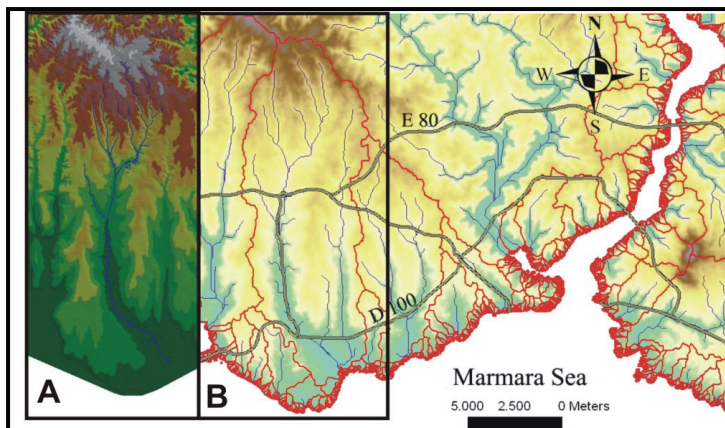 N
W E
S
E 80
D 100
A
B
Marmara Sea
5.000 2.500 0 Meters